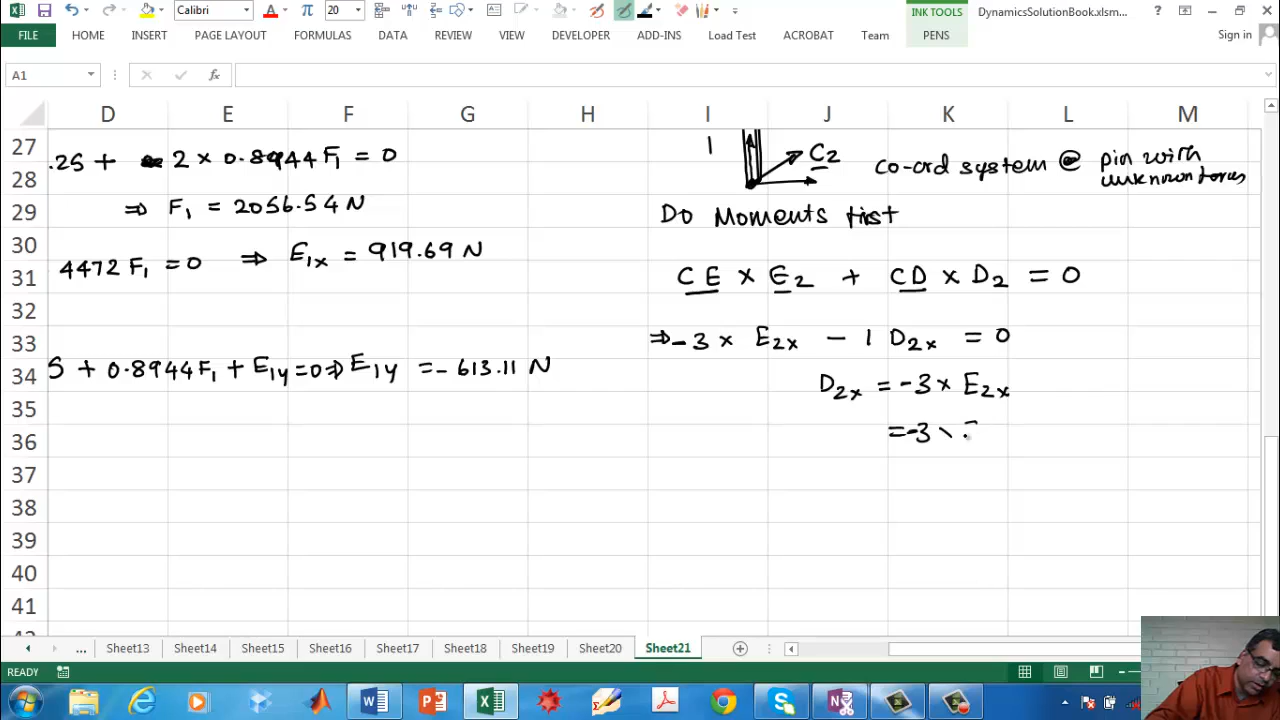 Calibri
20
INK TOOLS
DynamicsSolutionBook.xlsm...
FILE
HOME
INSERT
PAGE LAYOUT
FORMULAS
DATA
REVIEW
VIEW
DEVELOPER
ADD-INS
Load Test
ACROBAT
Team
PENS
Sign in
A1
fx
D
E
F
G
H
I
J
K
L
M
27
28
29
30
31
32
33
34
35
36
37
38
39
40
41
.25 + 2 × 0.8944 F₁ = 0
⇒ F₁ = 2056.54 N
4472 F₁ = 0 ⇒ E₁ₓ = 919.69 N
5 + 0.8944F₁ + E₁y = 0 ⇒ E₁y = - 613.11 N
1
C₂
co-ord system @ pin with
unknown forces
Do Moments first
CE × E₂ + CD × D₂ = 0
⇒ -3 × E₂ₓ - 1 D₂ₓ = 0
D₂ₓ = -3 × E₂ₓ
= -3
...
Sheet13
Sheet14
Sheet15
Sheet16
Sheet17
Sheet18
Sheet19
Sheet20
Sheet21
READY